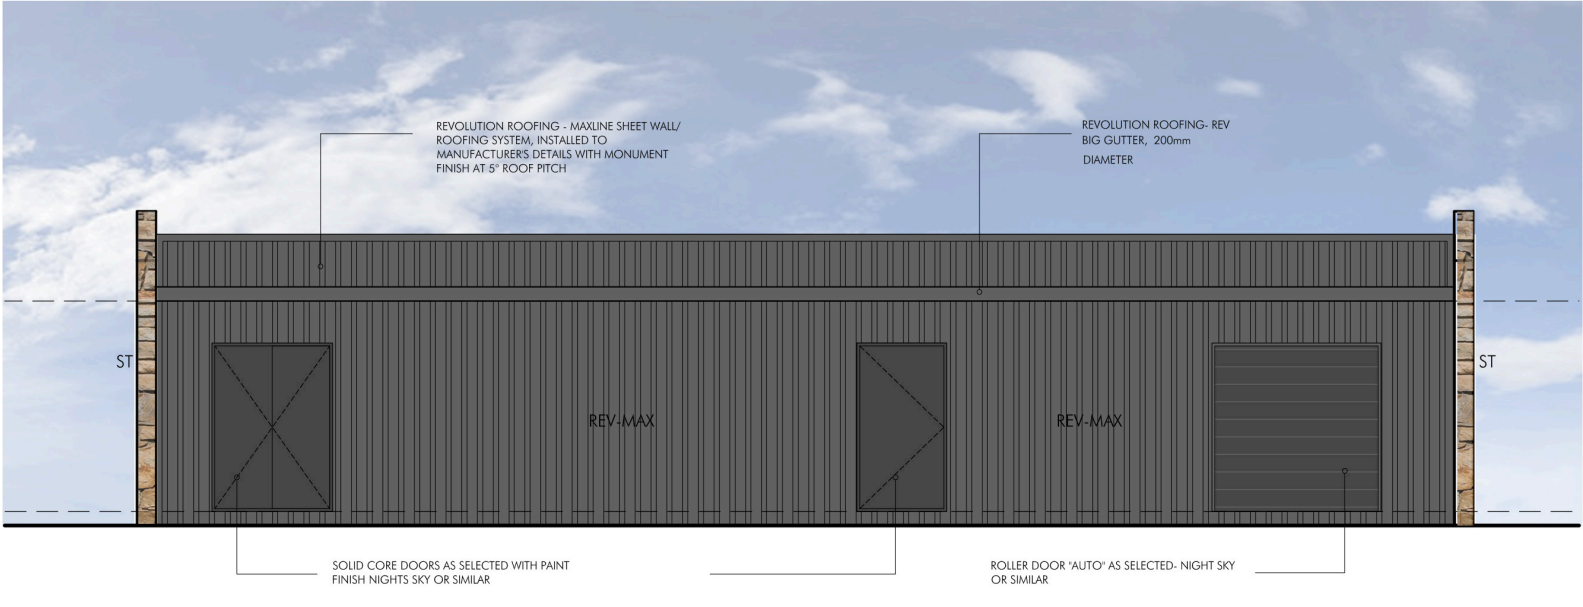 REVOLUTION ROOFING - MAXLINE SHEET WALL/
ROOFING SYSTEM, INSTALLED TO
MANUFACTURER'S DETAILS WITH MONUMENT
FINISH AT 5° ROOF PITCH
REVOLUTION ROOFING- REV
BIG GUTTER, 200mm
DIAMETER
ST
ST
REV-MAX
REV-MAX
SOLID CORE DOORS AS SELECTED WITH PAINT
FINISH NIGHTS SKY OR SIMILAR
ROLLER DOOR "AUTO" AS SELECTED- NIGHT SKY
OR SIMILAR